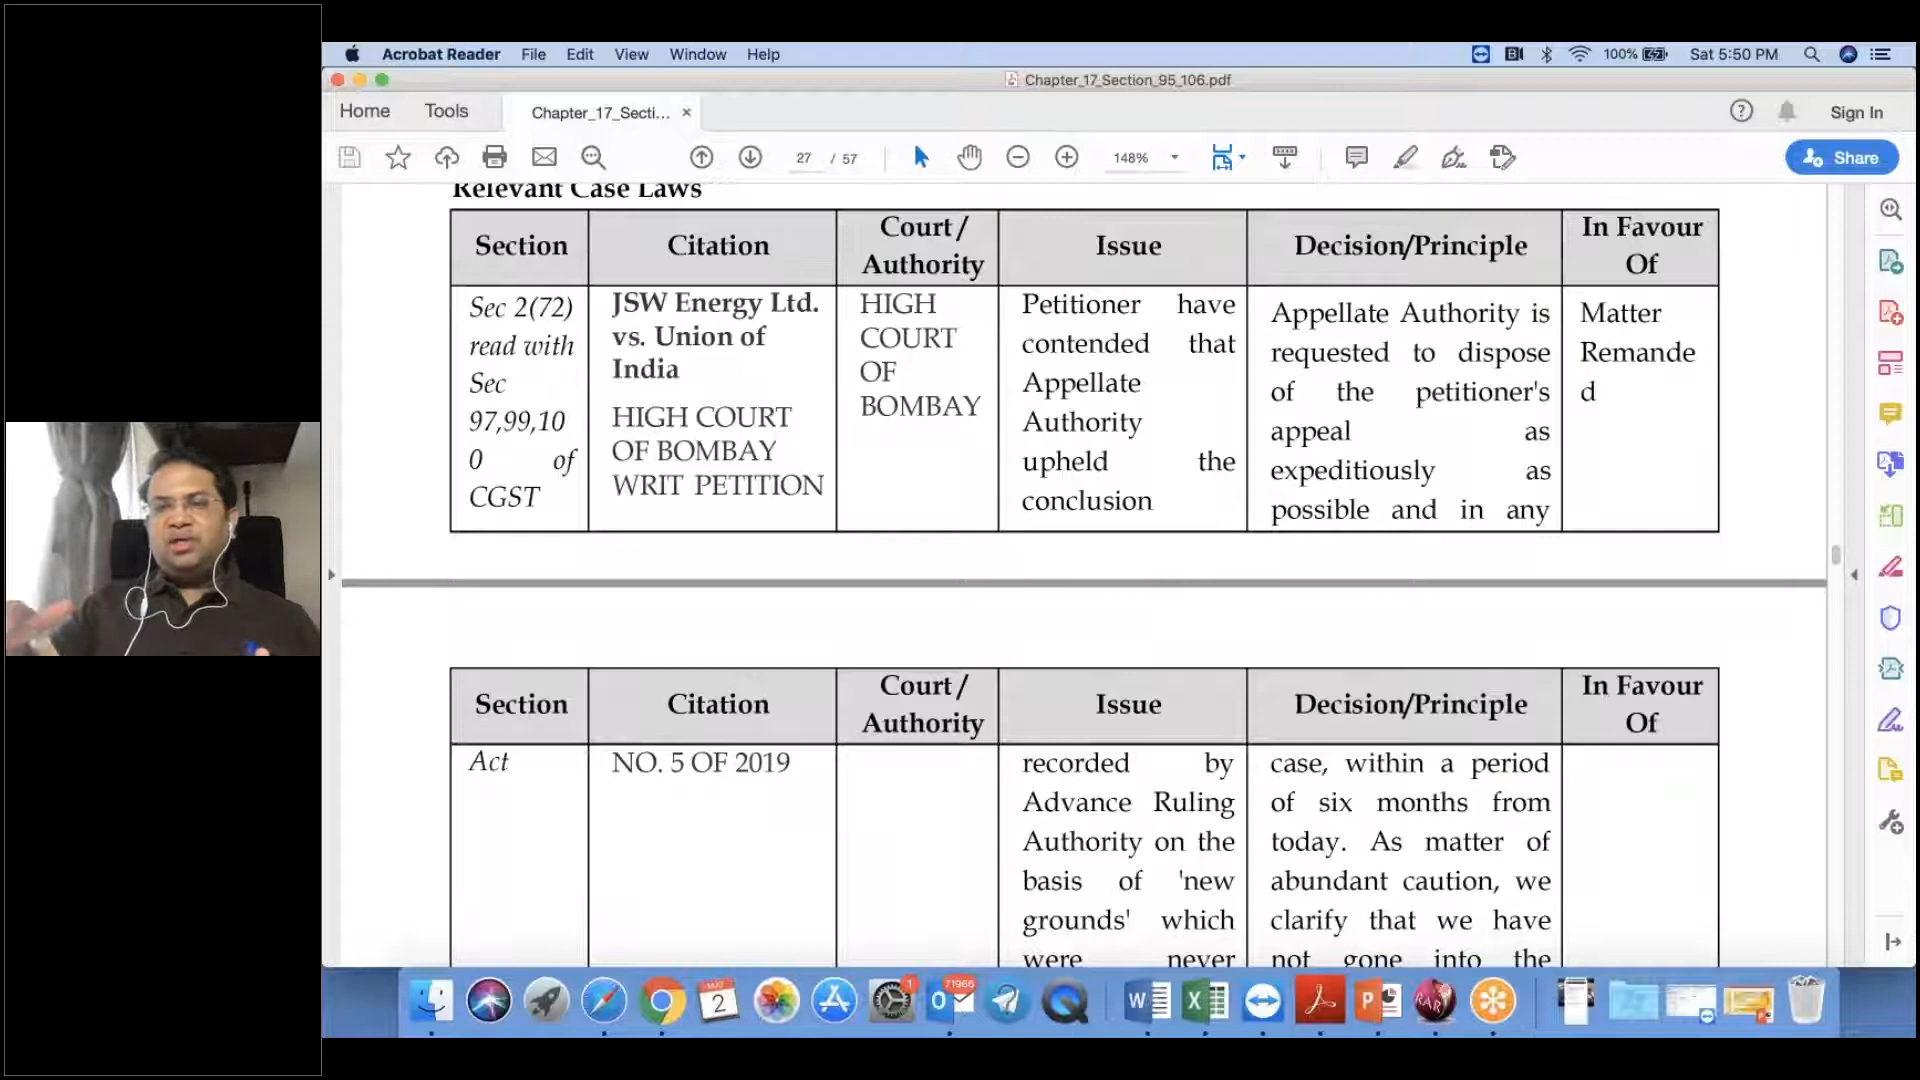 Acrobat Reader File Edit View Window Help 100% Sat 5:50 PM
Chapter_17_Section_95_106.pdf
Home Tools Chapter_17_Secti... × Sign In
27 / 57 148% Share
Relevant Case Laws
Section Citation Court / Authority Issue Decision/Principle In Favour Of
Sec 2(72)
read with
Sec
97,99,10
0 of
CGST
JSW Energy Ltd.
vs. Union of
India
HIGH COURT
OF BOMBAY
WRIT PETITION
HIGH
COURT
OF
BOMBAY
Petitioner have
contended that
Appellate
Authority
upheld the
conclusion
Appellate Authority is
requested to dispose
of the petitioner's
appeal as
expeditiously as
possible and in any
Matter
Remande
d
Section Citation Court / Authority Issue Decision/Principle In Favour Of
Act
NO. 5 OF 2019
recorded by
Advance Ruling
Authority on the
basis of 'new
grounds' which
were never
case, within a period
of six months from
today. As matter of
abundant caution, we
clarify that we have
not gone into the
MAY
2
1
71966
RAR